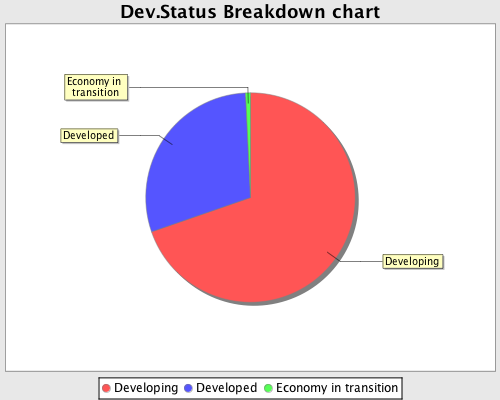 Dev.Status Breakdown chart
Economy in
transition
Developed
Developing
Developing Developed Economy in transition